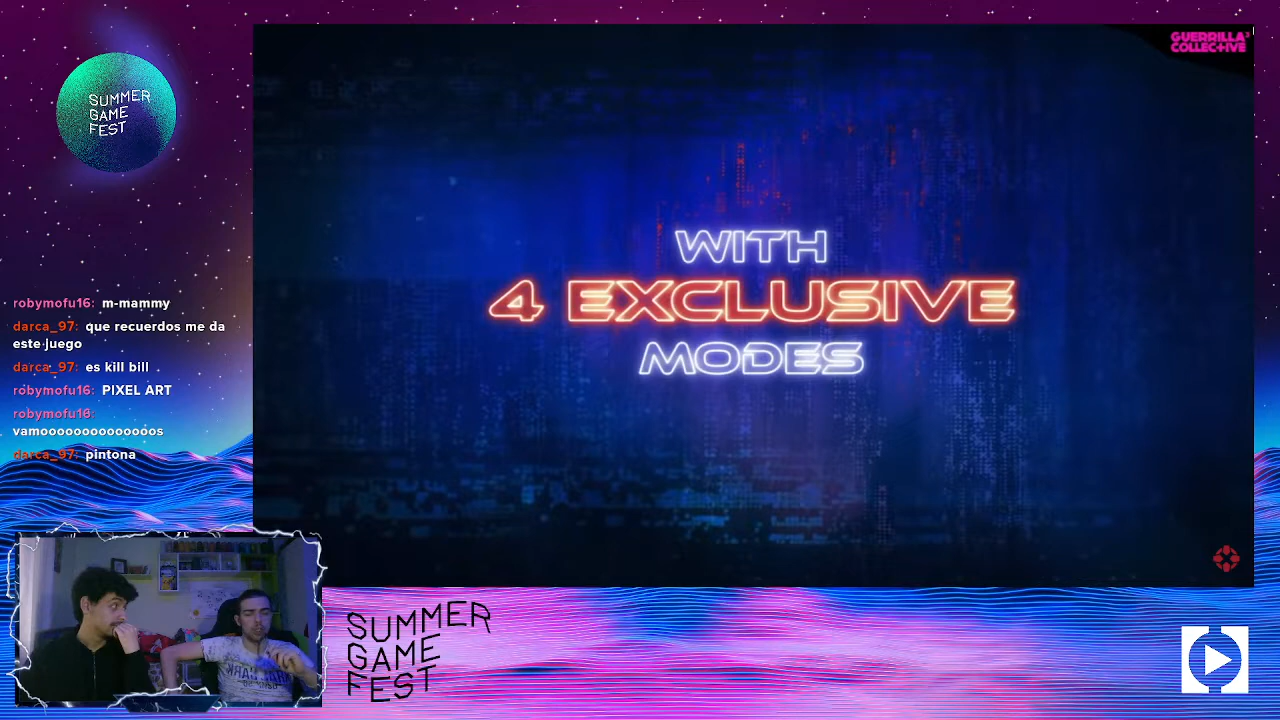 GUERRILLA3
COLLECTIVE
SUMMER
GAME
FEST
WITH
4 EXCLUSIVE
MODES
robymofu16: m-mammy
darca_97: que recuerdos me da
este juego
darca_97: es kill bill
robymofu16: PIXEL ART
robymofu16:
vamoooooooooooooos
darca_97: pintona
SUMMER
GAME
FEST